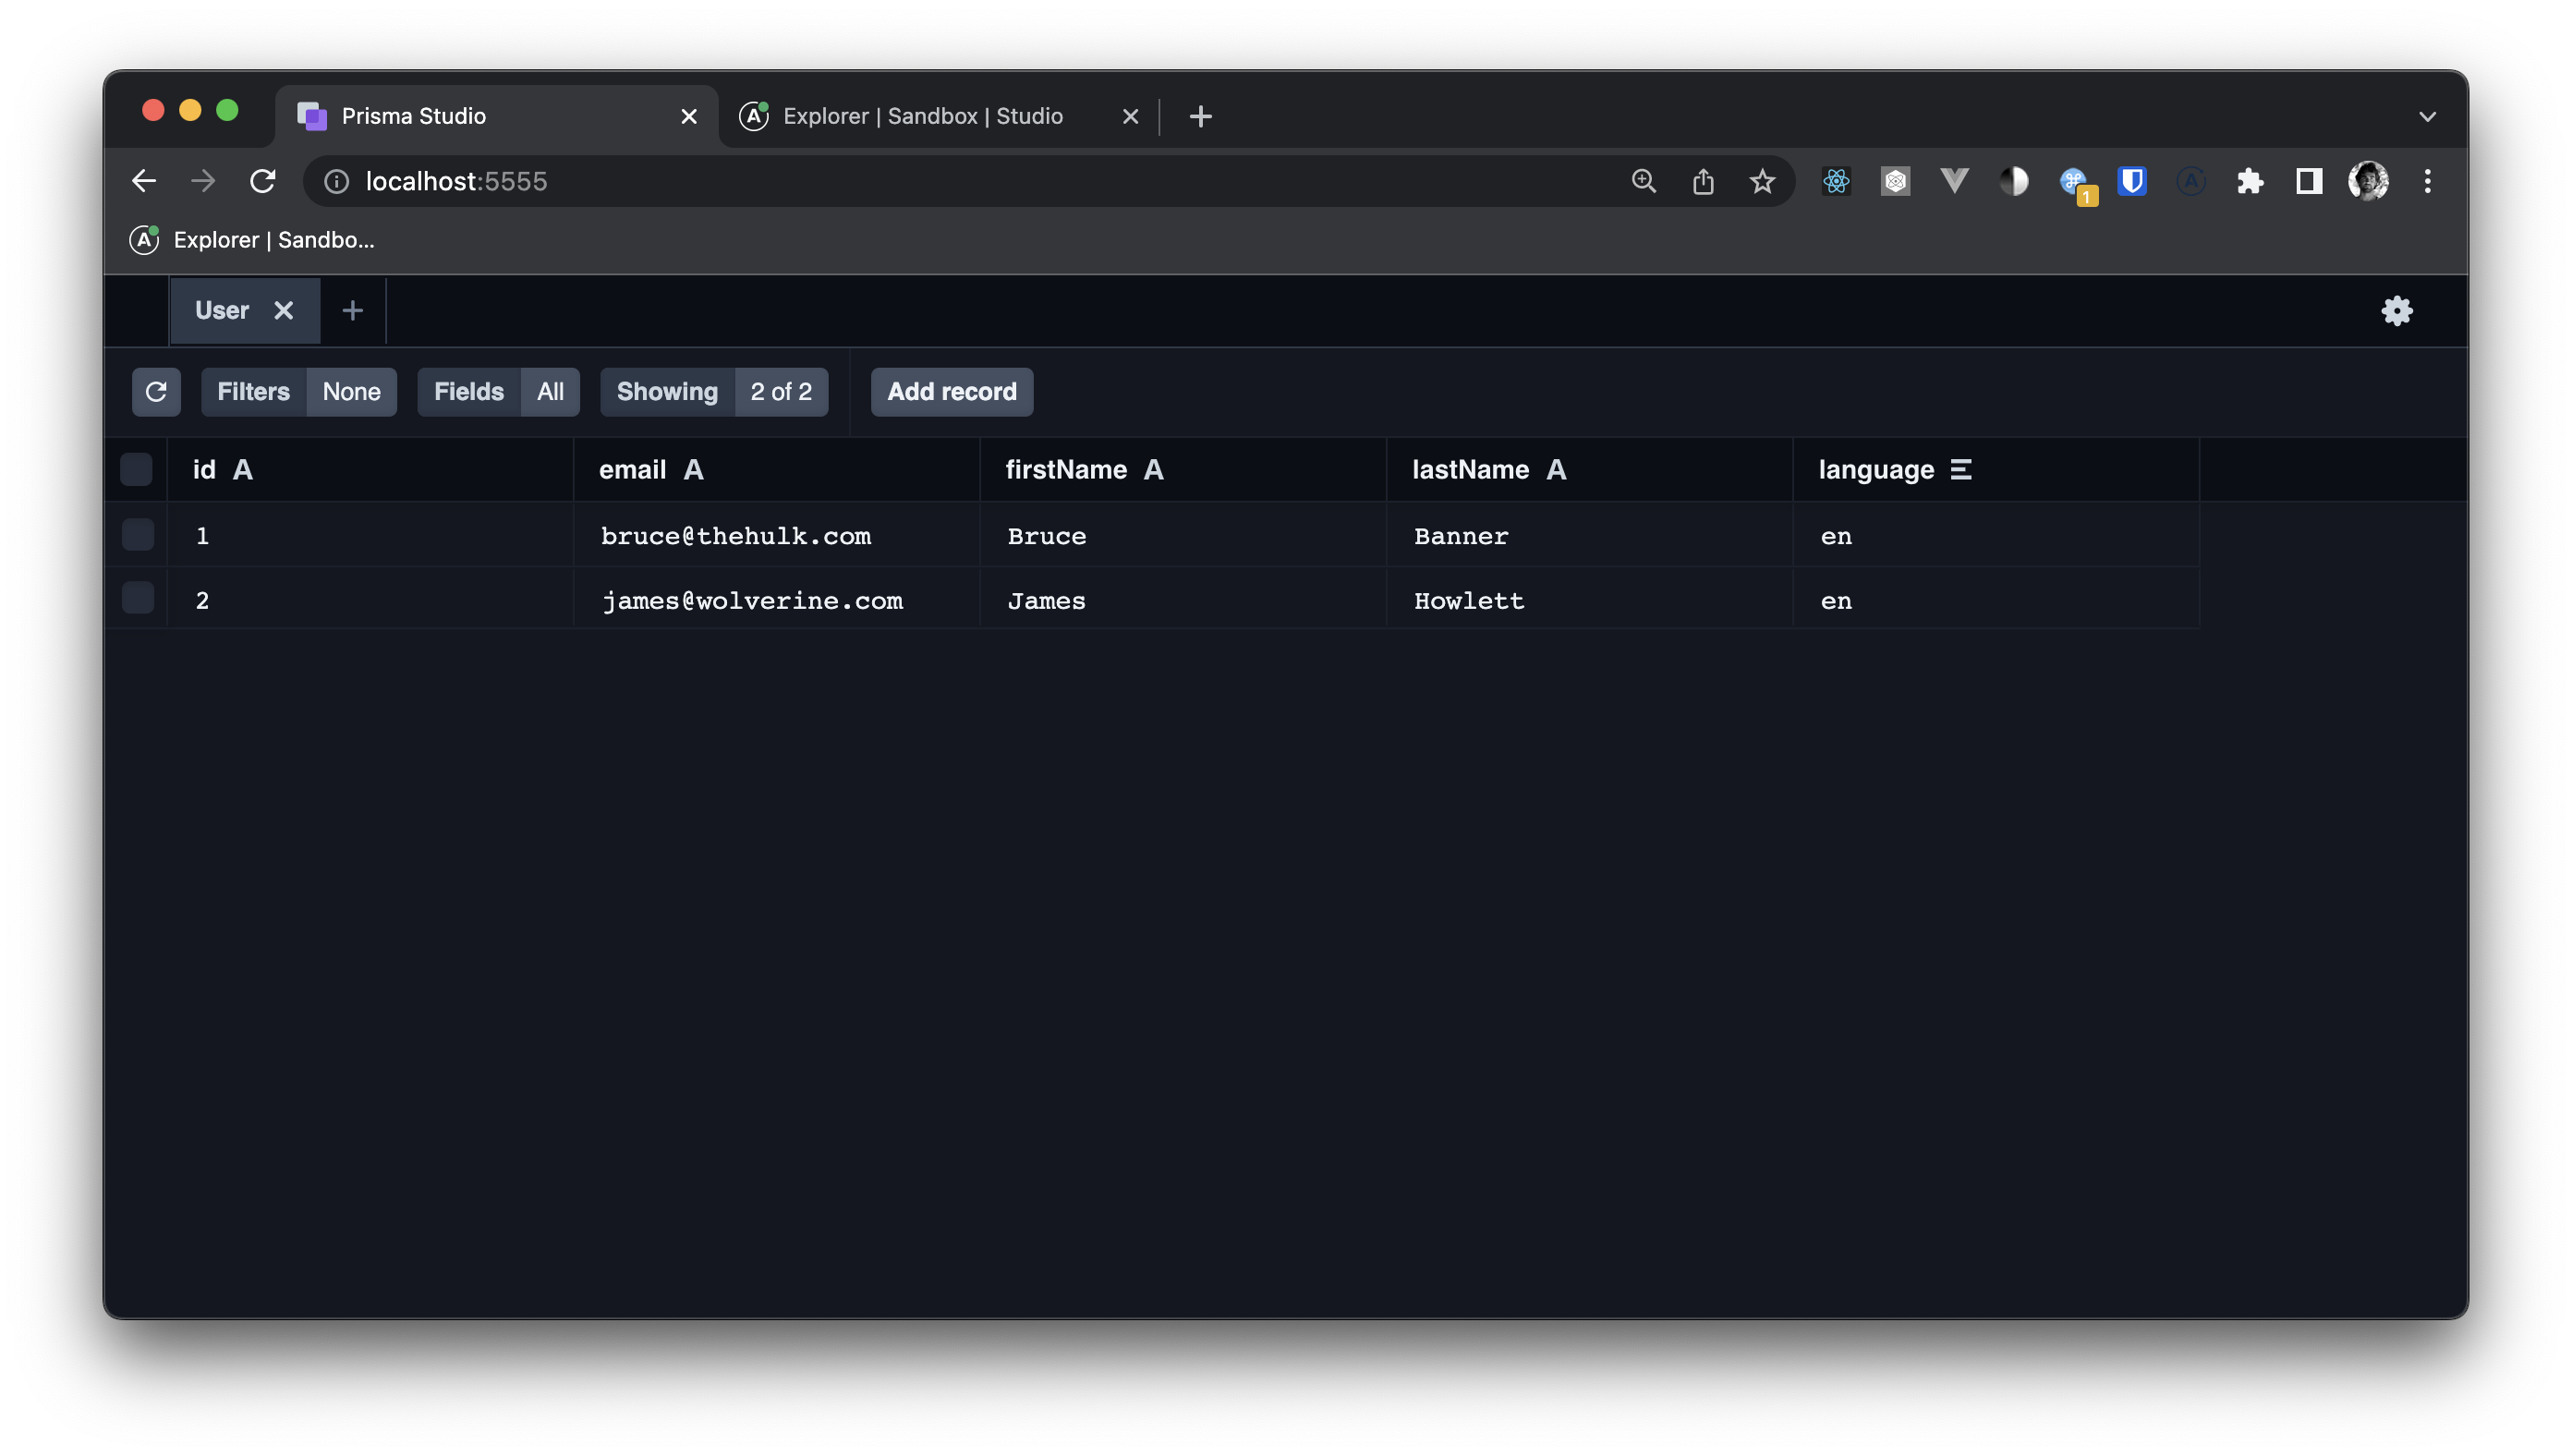 Prisma Studio
Explorer | Sandbox | Studio
localhost:5555
1
Explorer | Sandbo...
User
Filters None Fields All Showing 2 of 2 Add record
id A email A firstName A lastName A language
1 bruce@thehulk.com Bruce Banner en
2 james@wolverine.com James Howlett en